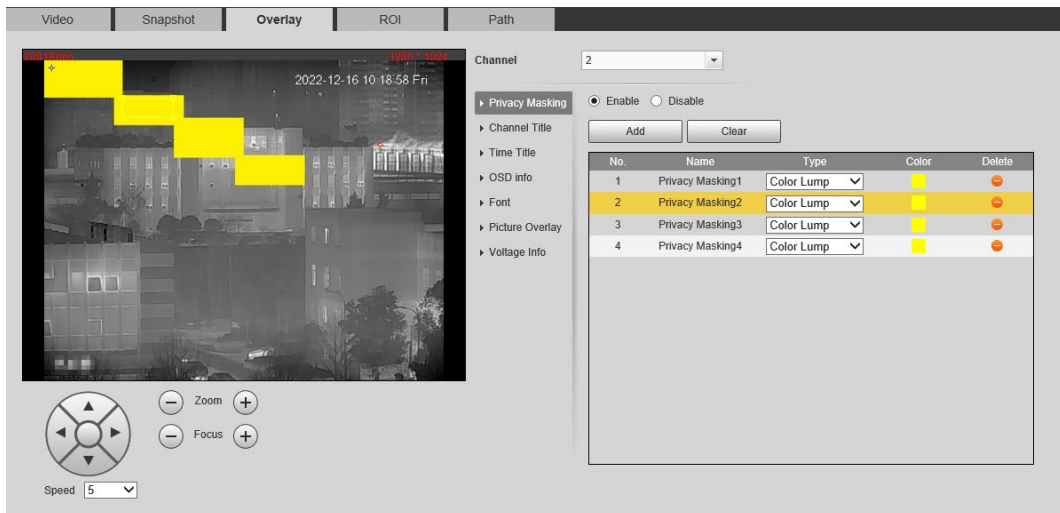 Video Snapshot Overlay ROI Path
1280 * 1024
2022-12-16 10:18:58 Fri
Channel 2
Privacy Masking
Channel Title
Time Title
OSD info
Font
Picture Overlay
Voltage Info
Enable Disable
Add Clear
No. Name Type Color Delete
1 Privacy Masking1 Color Lump
2 Privacy Masking2 Color Lump
3 Privacy Masking3 Color Lump
4 Privacy Masking4 Color Lump
Zoom
Focus
Speed 5